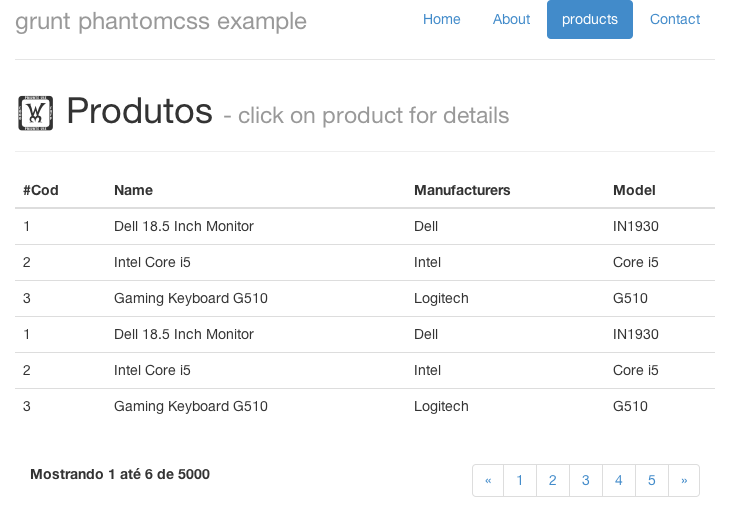 grunt phantomcss example Home About products Contact
Produtos - click on product for details
#Cod Name Manufacturers Model
1 Dell 18.5 Inch Monitor Dell IN1930
2 Intel Core i5 Intel Core i5
3 Gaming Keyboard G510 Logitech G510
1 Dell 18.5 Inch Monitor Dell IN1930
2 Intel Core i5 Intel Core i5
3 Gaming Keyboard G510 Logitech G510
Mostrando 1 até 6 de 5000 « 1 2 3 4 5 »